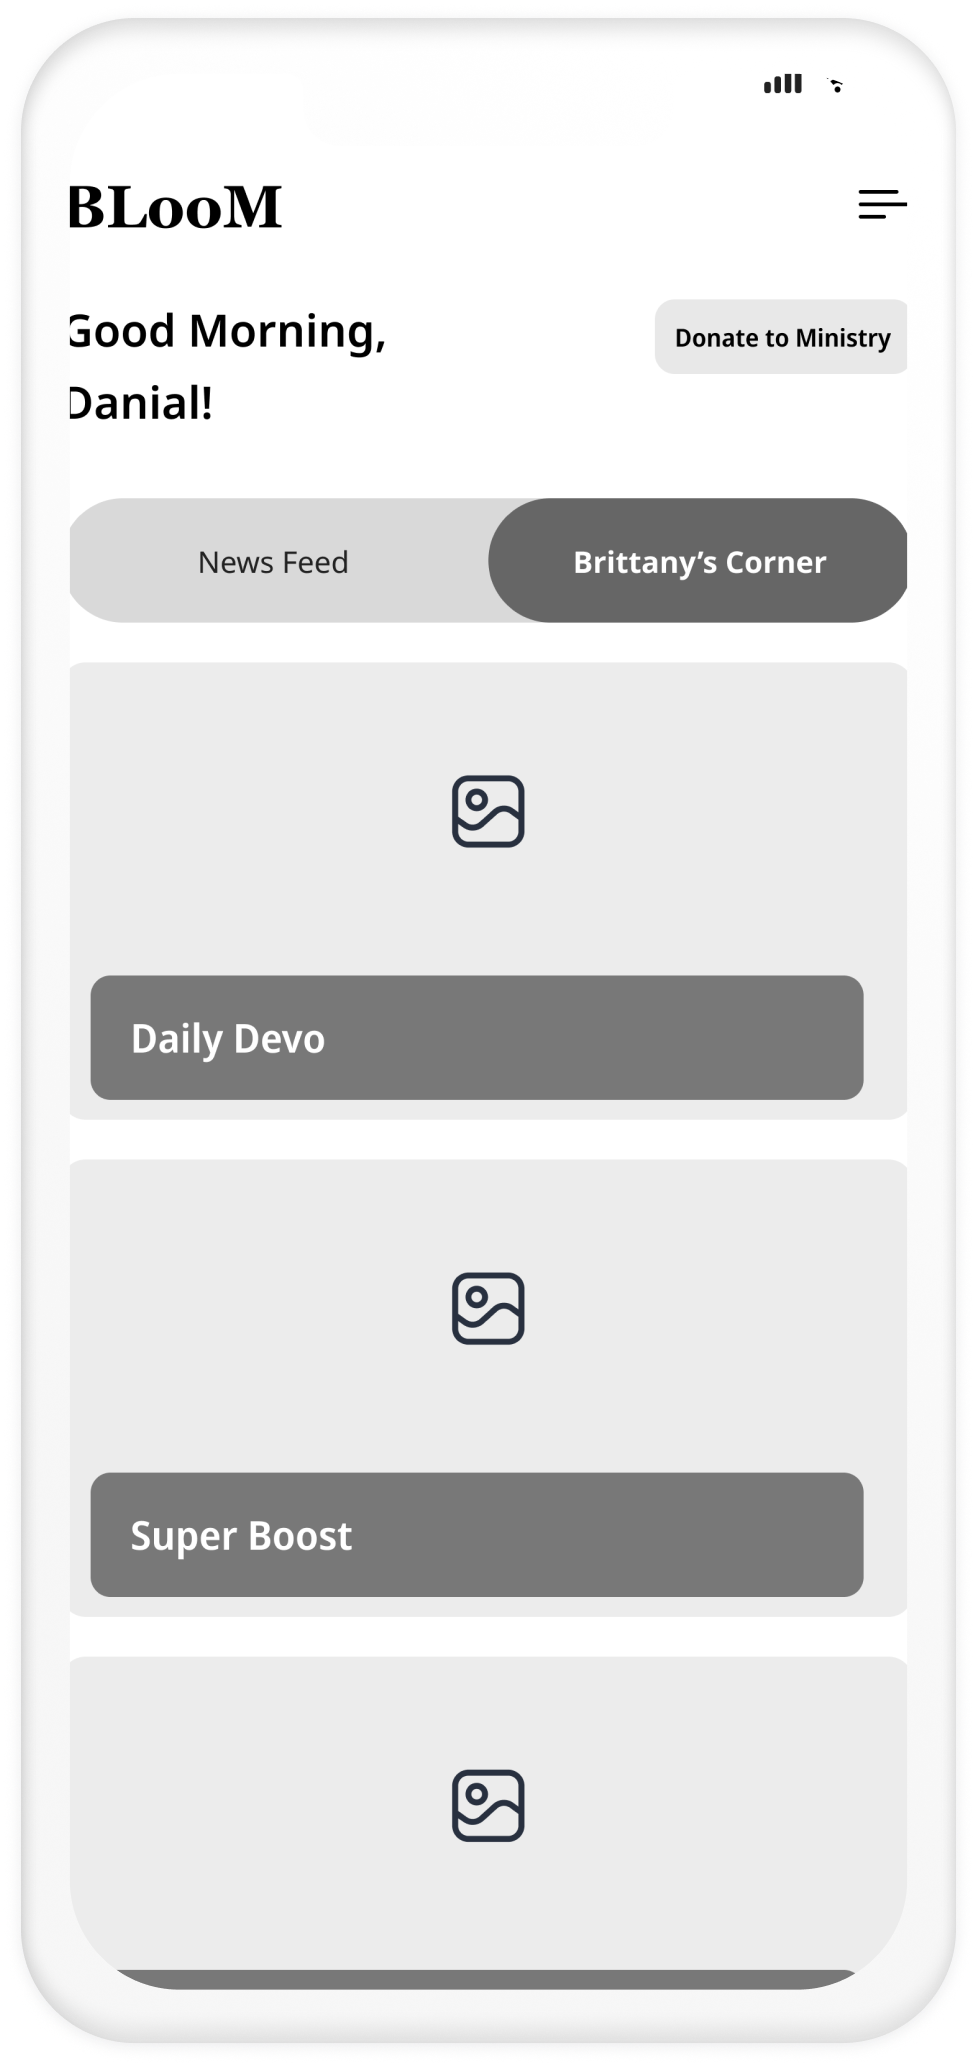 BLooM
Good Morning,
Danial!
Donate to Ministry
News Feed
Brittany’s Corner
Daily Devo
Super Boost